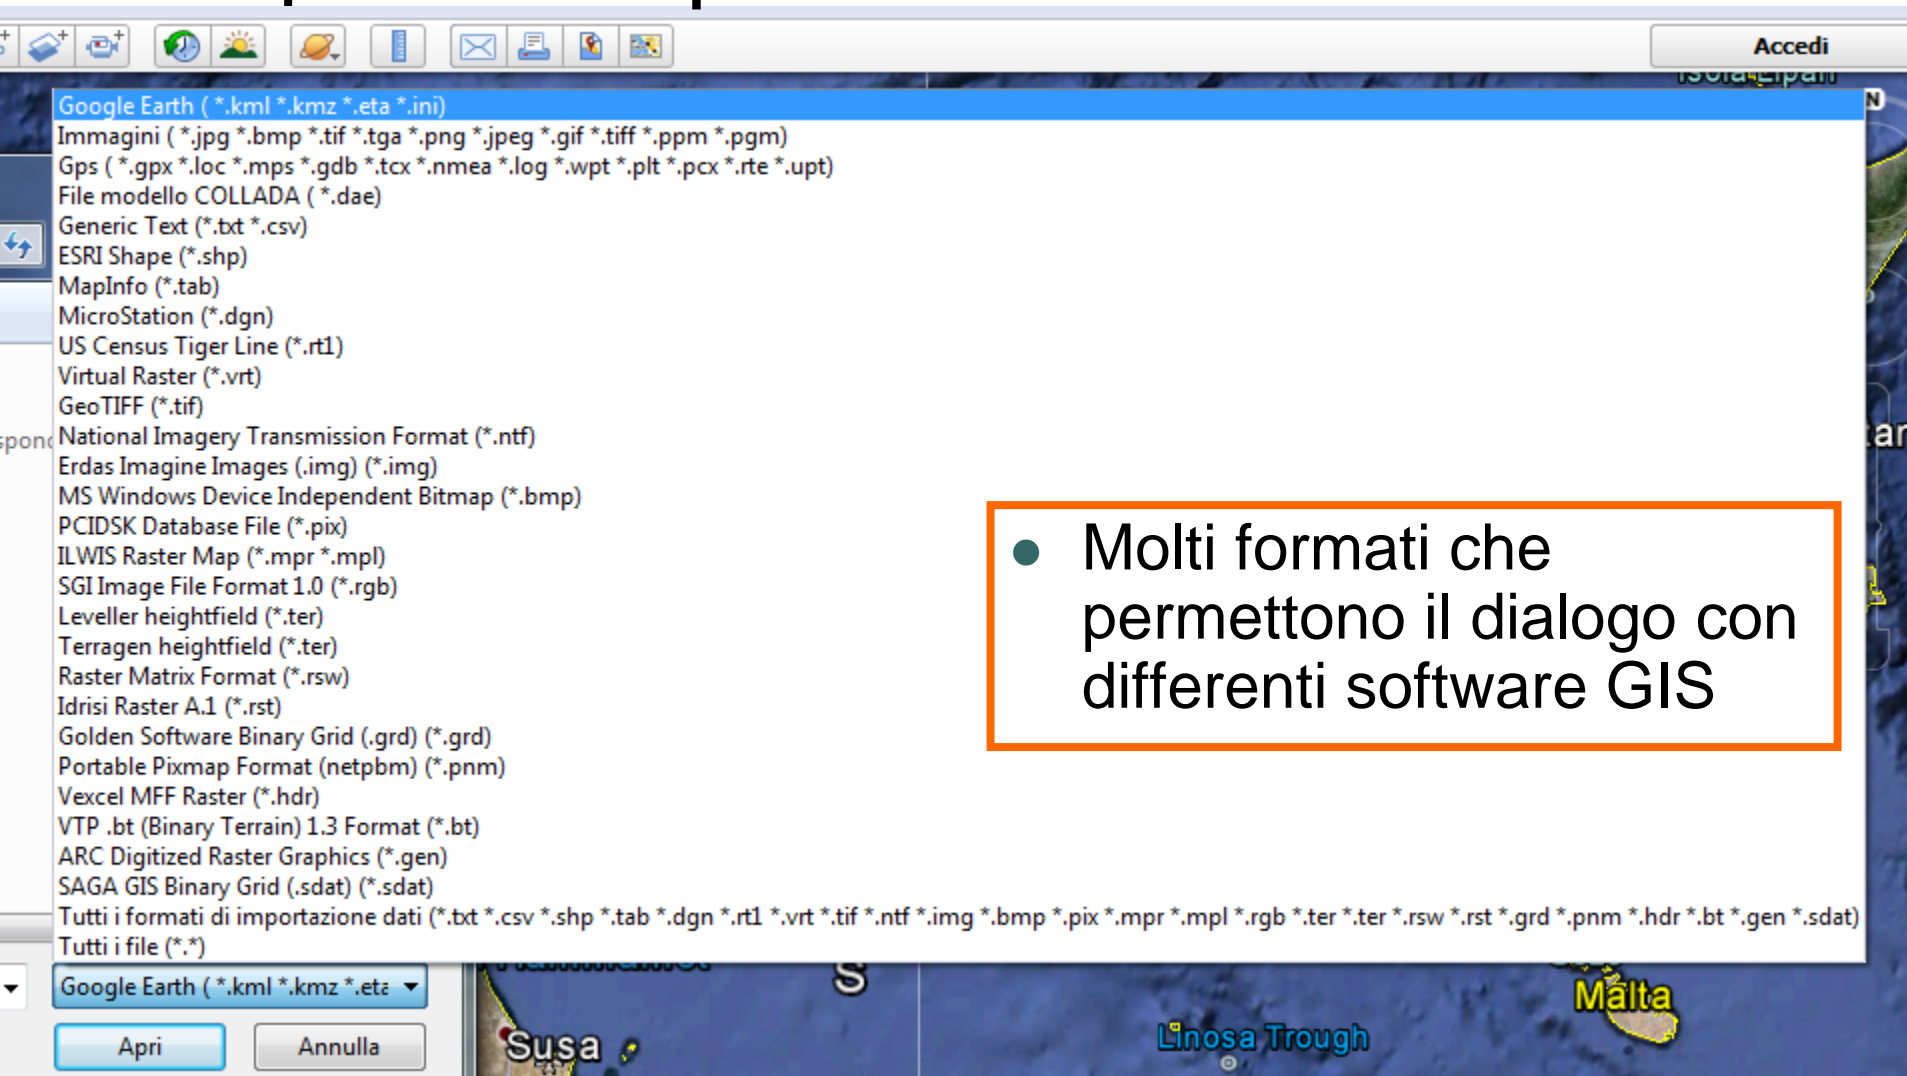 Accedi
Google Earth ( *.kml *.kmz *.eta *.ini)
Immagini ( *.jpg *.bmp *.tif *.tga *.png *.jpeg *.gif *.tiff *.ppm *.pgm)
Gps ( *.gpx *.loc *.mps *.gdb *.tcx *.nmea *.log *.wpt *.plt *.pcx *.rte *.upt)
File modello COLLADA ( *.dae)
Generic Text (*.txt *.csv)
ESRI Shape (*.shp)
MapInfo (*.tab)
MicroStation (*.dgn)
US Census Tiger Line (*.rt1)
Virtual Raster (*.vrt)
GeoTIFF (*.tif)
National Imagery Transmission Format (*.ntf)
Erdas Imagine Images (.img) (*.img)
MS Windows Device Independent Bitmap (*.bmp)
PCIDSK Database File (*.pix)
ILWIS Raster Map (*.mpr *.mpl)
SGI Image File Format 1.0 (*.rgb)
Leveller heightfield (*.ter)
Terragen heightfield (*.ter)
Raster Matrix Format (*.rsw)
Idrisi Raster A.1 (*.rst)
Golden Software Binary Grid (.grd) (*.grd)
Portable Pixmap Format (netpbm) (*.pnm)
Vexcel MFF Raster (*.hdr)
VTP .bt (Binary Terrain) 1.3 Format (*.bt)
ARC Digitized Raster Graphics (*.gen)
SAGA GIS Binary Grid (.sdat) (*.sdat)
Tutti i formati di importazione dati (*.txt *.csv *.shp *.tab *.dgn *.rt1 *.vrt *.tif *.ntf *.img *.bmp *.pix *.mpr *.mpl *.rgb *.ter *.ter *.rsw *.rst *.grd *.pnm *.hdr *.bt *.gen *.sdat)
Tutti i file (*.*)
Google Earth ( *.kml *.kmz *.eta
Apri
Annulla
● Molti formati che
permettono il dialogo con
differenti software GIS
N
S
Malta
Susa
Linosa Trough